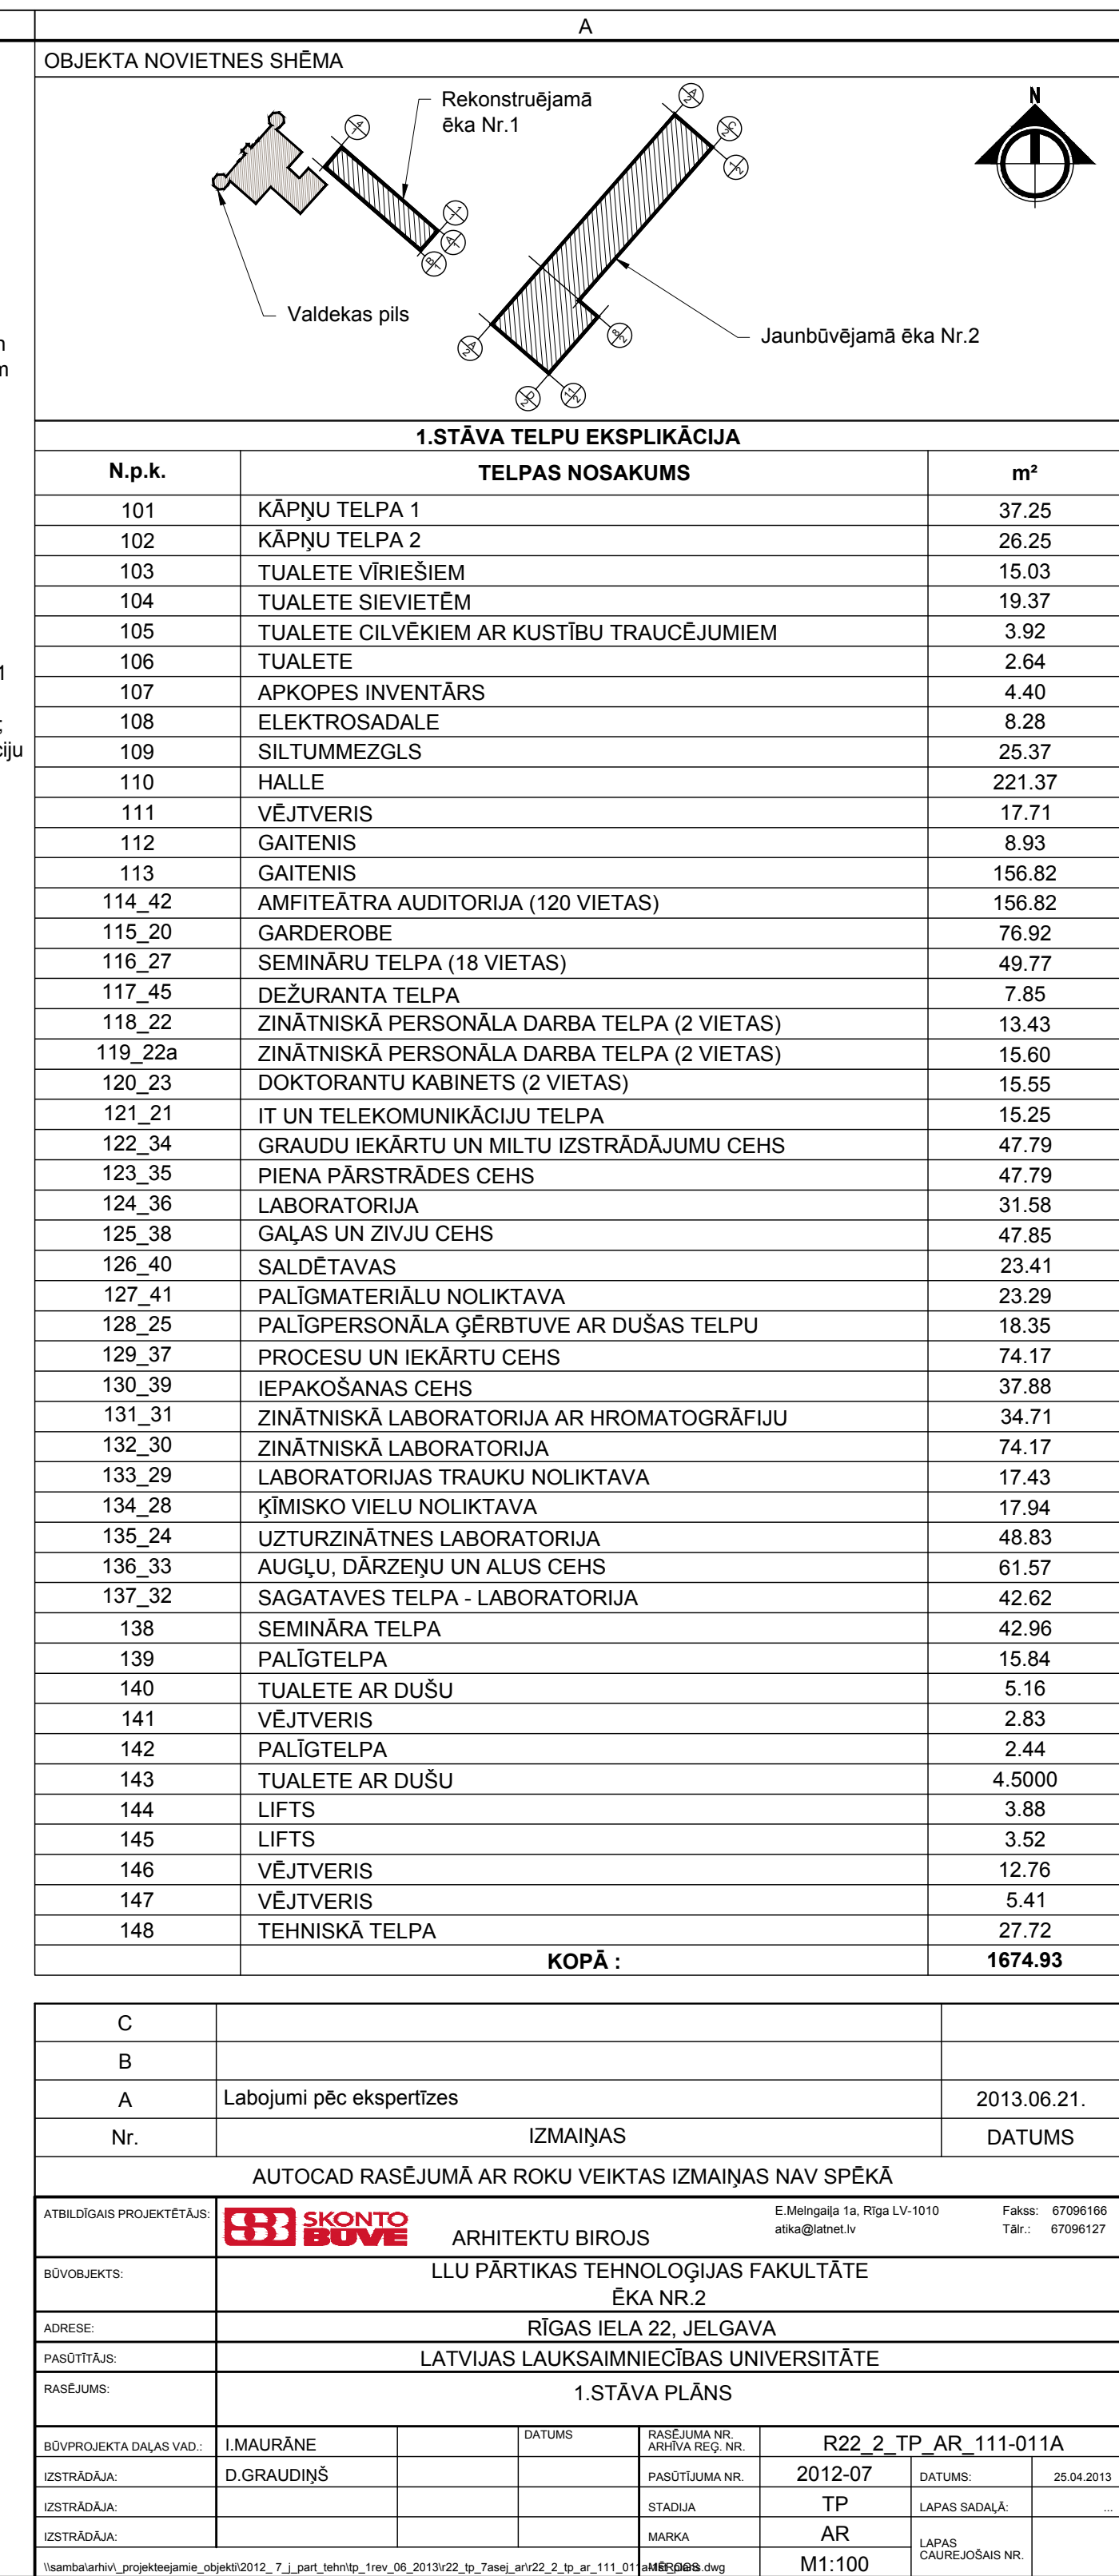 A
OBJEKTA NOVIETNES SHĒMA
Rekonstruējamā
ēka Nr.1
N
Valdekas pils
Jaunbūvējamā ēka Nr.2
1.STĀVA TELPU EKSPLIKĀCIJA
N.p.k. TELPAS NOSAKUMS m²
101 KĀPŅU TELPA 1 37.25
102 KĀPŅU TELPA 2 26.25
103 TUALETE VĪRIEŠIEM 15.03
104 TUALETE SIEVIETĒM 19.37
105 TUALETE CILVĒKIEM AR KUSTĪBU TRAUCĒJUMIEM 3.92
106 TUALETE 2.64
107 APKOPES INVENTĀRS 4.40
108 ELEKTROSADALE 8.28
109 SILTUMMEZGLS 25.37
110 HALLE 221.37
111 VĒJTVERIS 17.71
112 GAITENIS 8.93
113 GAITENIS 156.82
114_42 AMFITEĀTRA AUDITORIJA (120 VIETAS) 156.82
115_20 GARDEROBE 76.92
116_27 SEMINĀRU TELPA (18 VIETAS) 49.77
117_45 DEŽURANTA TELPA 7.85
118_22 ZINĀTNISKĀ PERSONĀLA DARBA TELPA (2 VIETAS) 13.43
119_22a ZINĀTNISKĀ PERSONĀLA DARBA TELPA (2 VIETAS) 15.60
120_23 DOKTORANTU KABINETS (2 VIETAS) 15.55
121_21 IT UN TELEKOMUNIKĀCIJU TELPA 15.25
122_34 GRAUDU IEKĀRTU UN MILTU IZSTRĀDĀJUMU CEHS 47.79
123_35 PIENA PĀRSTRĀDES CEHS 47.79
124_36 LABORATORIJA 31.58
125_38 GAĻAS UN ZIVJU CEHS 47.85
126_40 SALDĒTAVAS 23.41
127_41 PALĪGMATERIĀLU NOLIKTAVA 23.29
128_25 PALĪGPERSONĀLA ĢĒRBTUVE AR DUŠAS TELPU 18.35
129_37 PROCESU UN IEKĀRTU CEHS 74.17
130_39 IEPAKOŠANAS CEHS 37.88
131_31 ZINĀTNISKĀ LABORATORIJA AR HROMATOGRĀFIJU 34.71
132_30 ZINĀTNISKĀ LABORATORIJA 74.17
133_29 LABORATORIJAS TRAUKU NOLIKTAVA 17.43
134_28 ĶĪMISKO VIELU NOLIKTAVA 17.94
135_24 UZTURZINĀTNES LABORATORIJA 48.83
136_33 AUGĻU, DĀRZEŅU UN ALUS CEHS 61.57
137_32 SAGATAVES TELPA - LABORATORIJA 42.62
138 SEMINĀRA TELPA 42.96
139 PALĪGTELPA 15.84
140 TUALETE AR DUŠU 5.16
141 VĒJTVERIS 2.83
142 PALĪGTELPA 2.44
143 TUALETE AR DUŠU 4.5000
144 LIFTS 3.88
145 LIFTS 3.52
146 VĒJTVERIS 12.76
147 VĒJTVERIS 5.41
148 TEHNISKĀ TELPA 27.72
KOPĀ : 1674.93
C
B
A Labojumi pēc ekspertīzes 2013.06.21.
Nr. IZMAIŅAS DATUMS
AUTOCAD RASĒJUMĀ AR ROKU VEIKTAS IZMAIŅAS NAV SPĒKĀ
ATBILDĪGAIS PROJEKTĒTĀJS: SKONTO BŪVE ARHITEKTU BIROJS
E.Melngaiļa 1a, Rīga LV-1010 Fakss: 67096166
atika@latnet.lv Tālr.: 67096127
BŪVOBJEKTS: LLU PĀRTIKAS TEHNOLOĢIJAS FAKULTĀTE
ĒKA NR.2
ADRESE: RĪGAS IELA 22, JELGAVA
PASŪTĪTĀJS: LATVIJAS LAUKSAIMNIECĪBAS UNIVERSITĀTE
RASĒJUMS: 1.STĀVA PLĀNS
BŪVPROJEKTA DAĻAS VAD.: I.MAURĀNE DATUMS RASĒJUMA NR. ARHĪVA REĢ. NR. R22_2_TP_AR_111-011A
IZSTRĀDĀJA: D.GRAUDIŅŠ PASŪTĪJUMA NR. 2012-07 DATUMS: 25.04.2013
IZSTRĀDĀJA: STADIJA TP LAPAS SADAĻĀ: ...
IZSTRĀDĀJA: MARKA AR LAPAS CAUREJOŠAIS NR.
M1:100